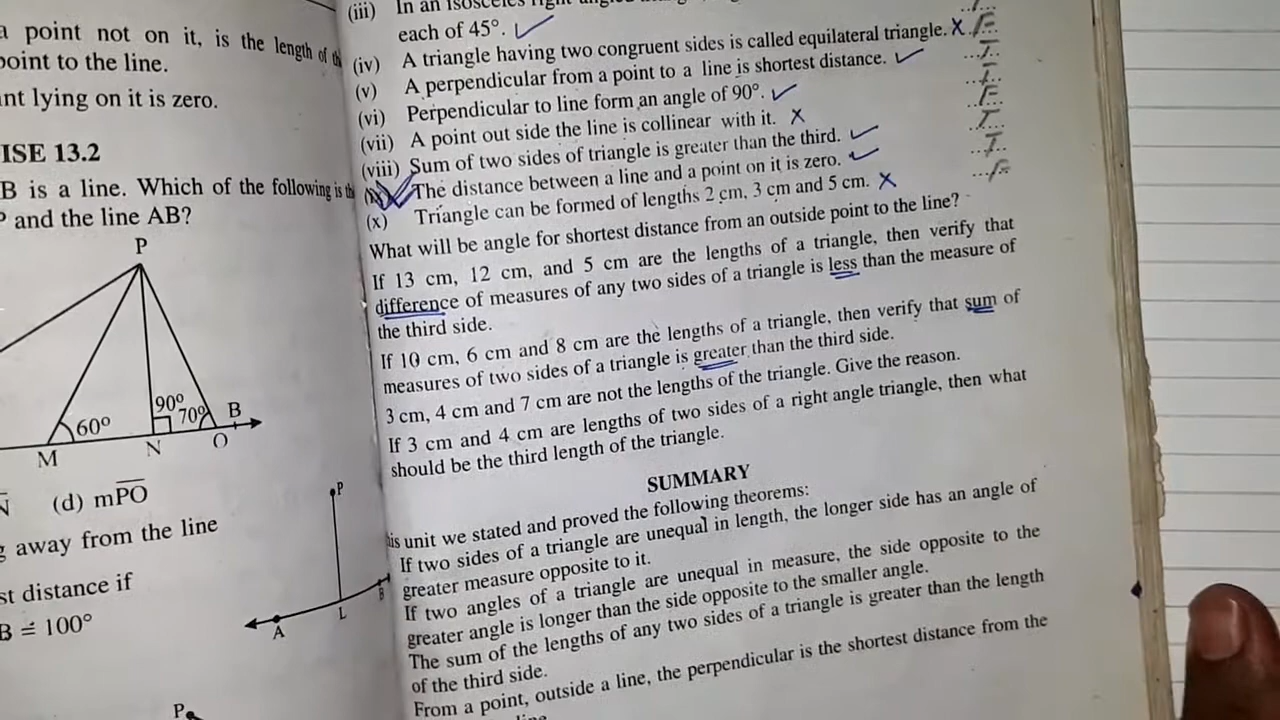 a point not on it, is the length of th
point to the line.
nt lying on it is zero.
ISE 13.2
B is a line. Which of the following is th
P and the line AB?
P
60°
90°
70°
B
M
N
O
(d) mPO
away from the line
st distance if
B = 100°
P
A
L
B
P
(iii) In an isosceles right
each of 45°.
(iv) A triangle having two congruent sides is called equilateral triangle. F
(v) A perpendicular from a point to a line is shortest distance. T
(vi) Perpendicular to line form an angle of 90°. T
(vii) A point out side the line is collinear with it. F
(viii) Sum of two sides of triangle is greater than the third. T
The distance between a line and a point on it is zero. T
(x) Triangle can be formed of lengths 2 cm, 3 cm and 5 cm. F
What will be angle for shortest distance from an outside point to the line?
If 13 cm, 12 cm, and 5 cm are the lengths of a triangle, then verify that
difference of measures of any two sides of a triangle is less than the measure of
the third side.
If 10 cm, 6 cm and 8 cm are the lengths of a triangle, then verify that sum of
measures of two sides of a triangle is greater than the third side.
3 cm, 4 cm and 7 cm are not the lengths of the triangle. Give the reason.
If 3 cm and 4 cm are lengths of two sides of a right angle triangle, then what
should be the third length of the triangle.
SUMMARY
his unit we stated and proved the following theorems:
If two sides of a triangle are unequal in length, the longer side has an angle of
greater measure opposite to it.
If two angles of a triangle are unequal in measure, the side opposite to the
greater angle is longer than the side opposite to the smaller angle.
The sum of the lengths of any two sides of a triangle is greater than the length
of the third side.
From a point, outside a line, the perpendicular is the shortest distance from the
line